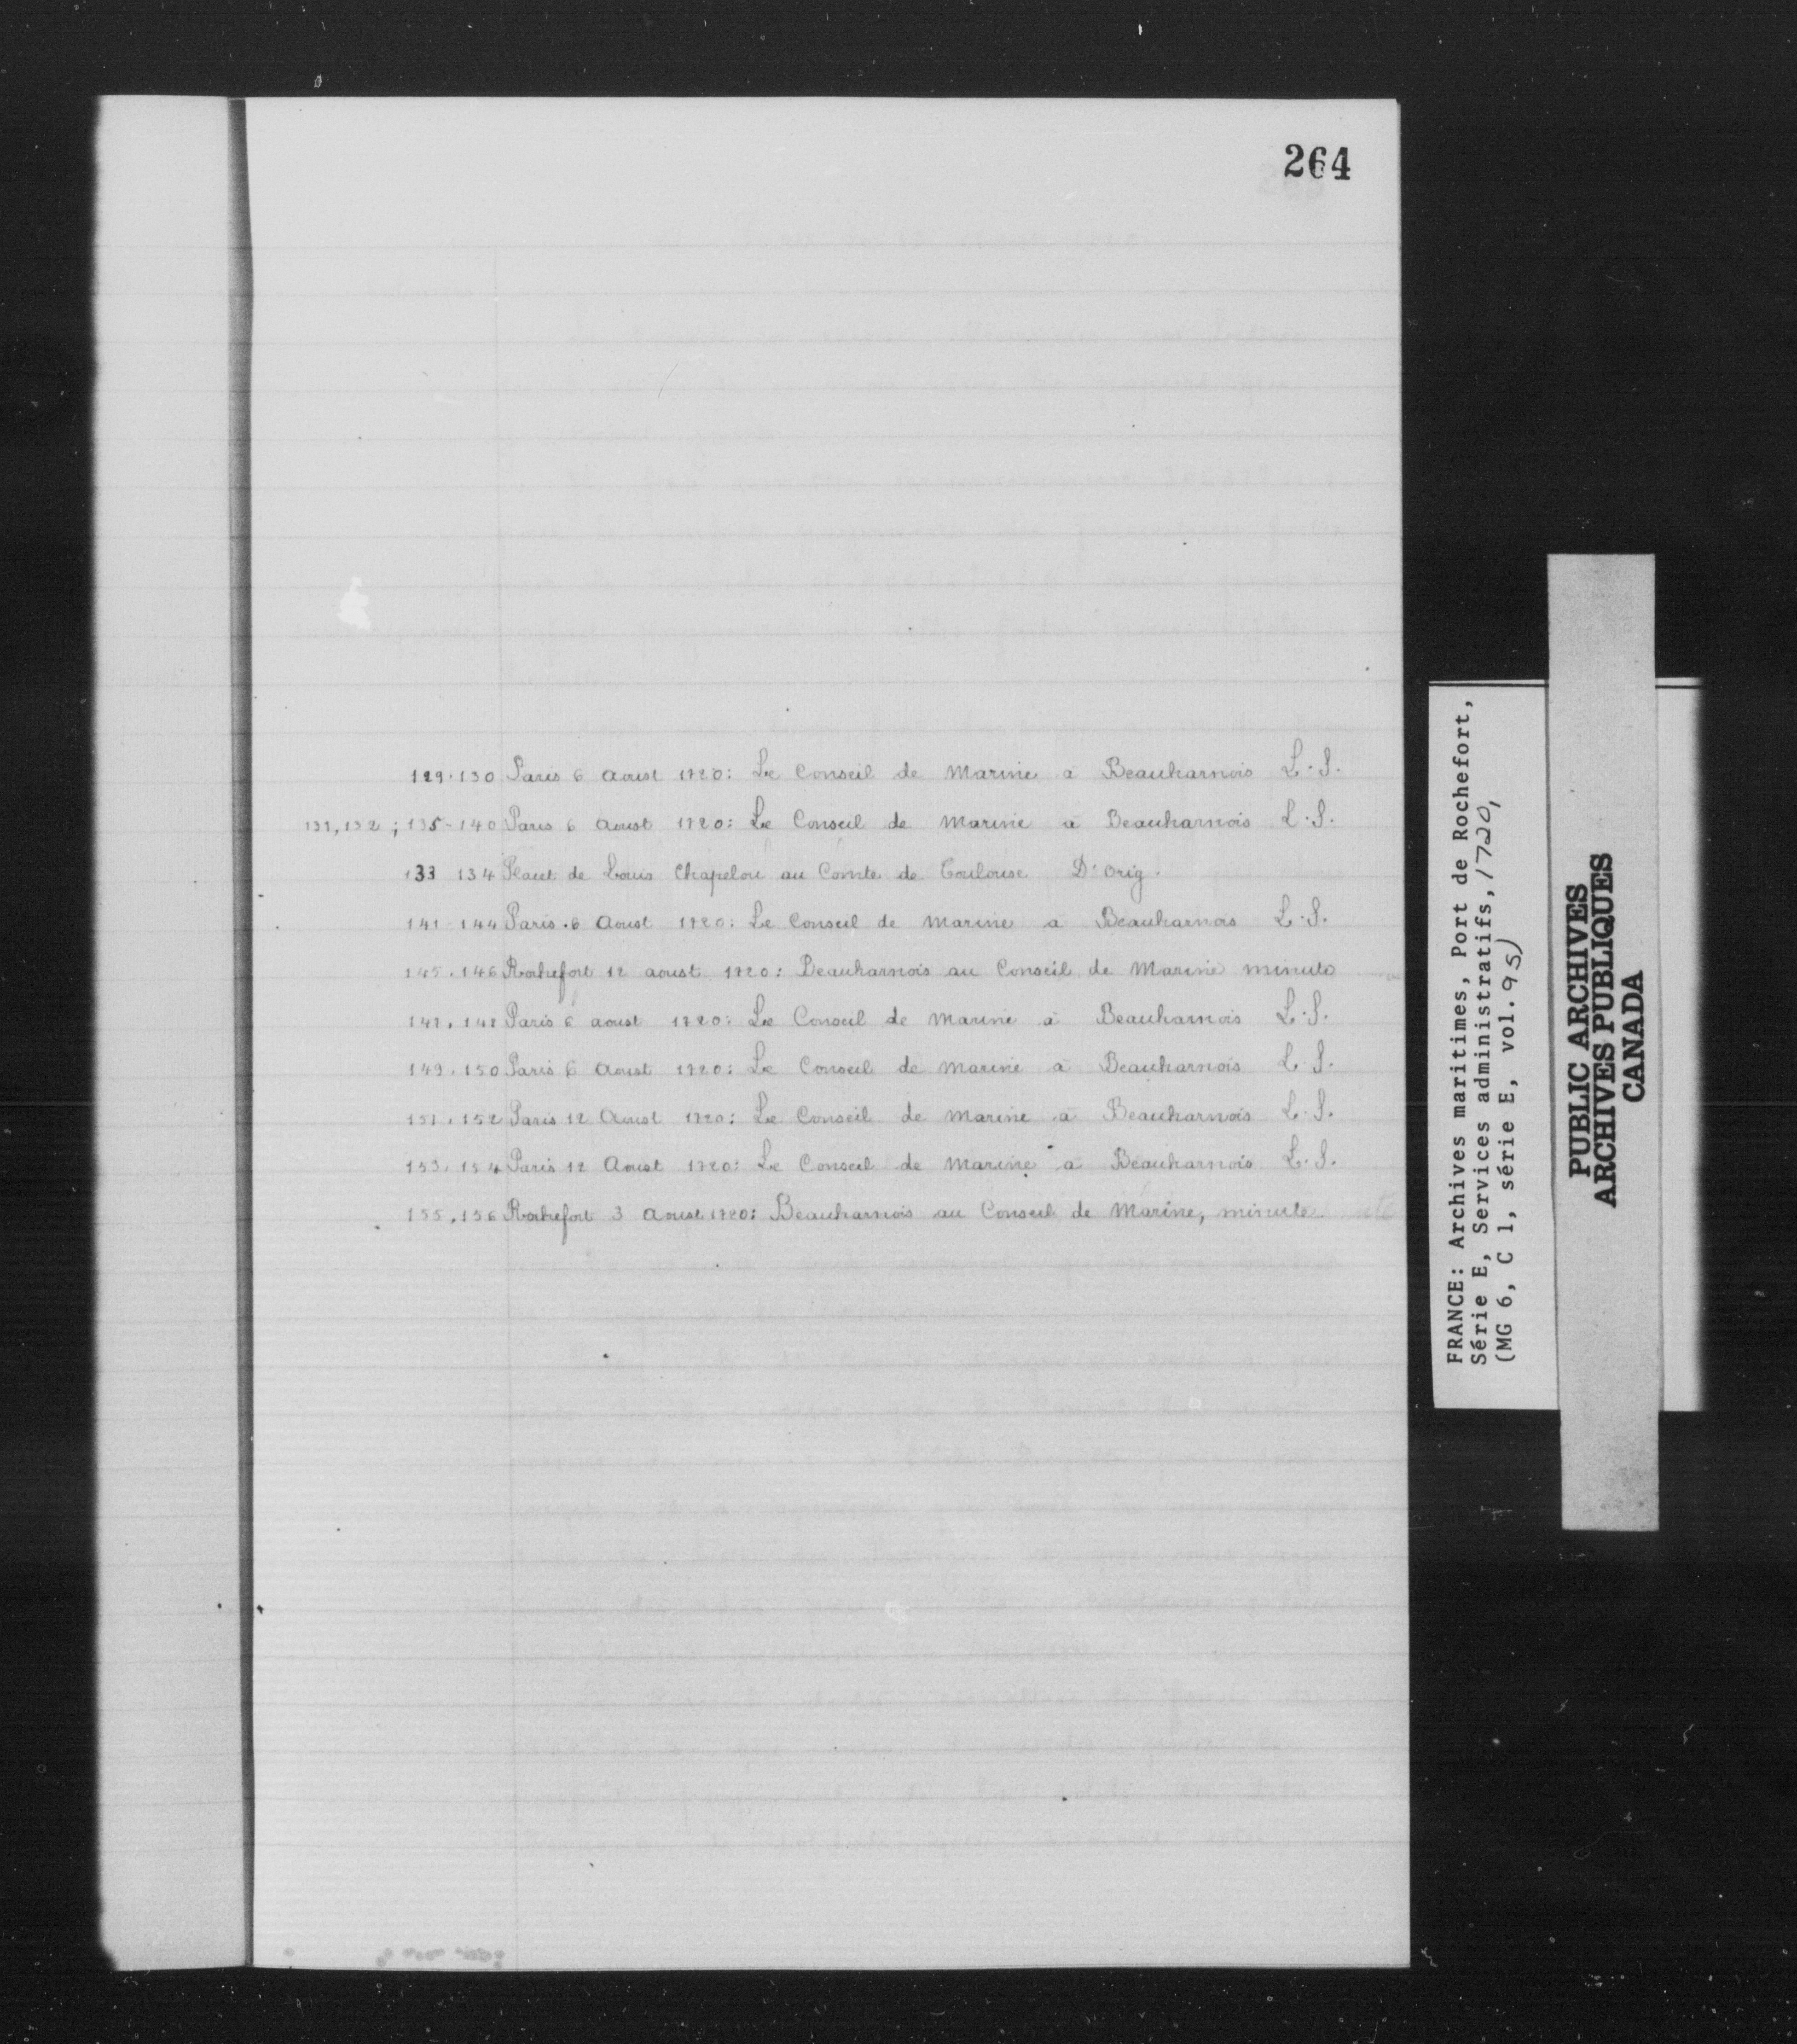 264
129.130 Paris 6 Aoust 1720: Le Conseil de Marine à Beauharnois L.S.
131,132; 135-140 Paris 6 Aoust 1720: Le Conseil de Marine à Beauharnois L.S.
133 134 Placet de Louis Chapelou au Comte de Toulouse D. Orig.
141 144 Paris 6 Aoust 1720: Le Conseil de Marine à Beauharnois L.S.
145.146 Rochefort 12 aoust 1720: Beauharnois au Conseil de Marine minute
147.148 Paris 6 aoust 1720: Le Conseil de Marine à Beauharnois L.S.
149.150 Paris 6 Aoust 1720: Le Conseil de Marine à Beauharnois L.S.
151.152 Paris 12 Aoust 1720: Le Conseil de Marine à Beauharnois L.S.
153.154 Paris 12 Aoust 1720: Le Conseil de Marine à Beauharnois L.S.
155.156 Rochefort 3 Aoust 1720: Beauharnois au Conseil de Marine, minute
FRANCE: Archives maritimes, Port de Rochefort,
Série E, Services administratifs, 1720,
(MG 6, C 1, série E, vol. 95)
PUBLIC ARCHIVES
ARCHIVES PUBLIQUES
CANADA